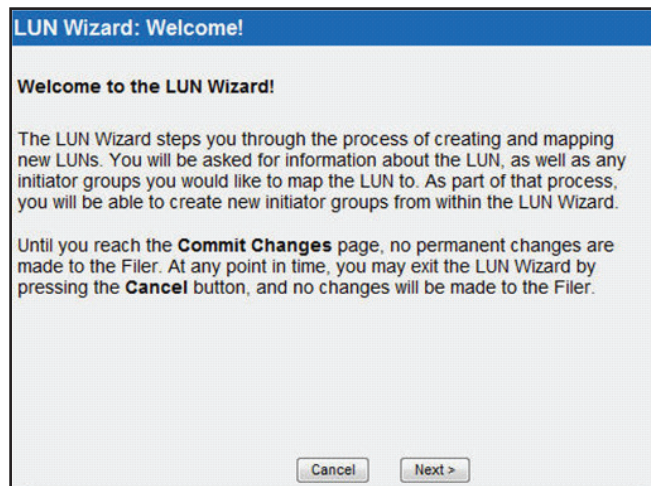 LUN Wizard: Welcome!
Welcome to the LUN Wizard!
The LUN Wizard steps you through the process of creating and mapping
new LUNs. You will be asked for information about the LUN, as well as any
initiator groups you would like to map the LUN to. As part of that process,
you will be able to create new initiator groups from within the LUN Wizard.
Until you reach the Commit Changes page, no permanent changes are
made to the Filer. At any point in time, you may exit the LUN Wizard by
pressing the Cancel button, and no changes will be made to the Filer.
Cancel Next >